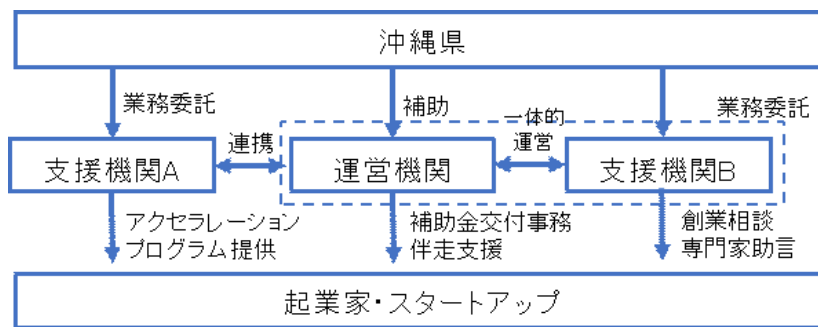 沖縄県
業務委託
補助
業務委託
一体的
運営
連携
支援機関A
運営機関
支援機関B
アクセラレーション
プログラム提供
補助金交付事務
伴走支援
創業相談
専門家助言
起業家・スタートアップ